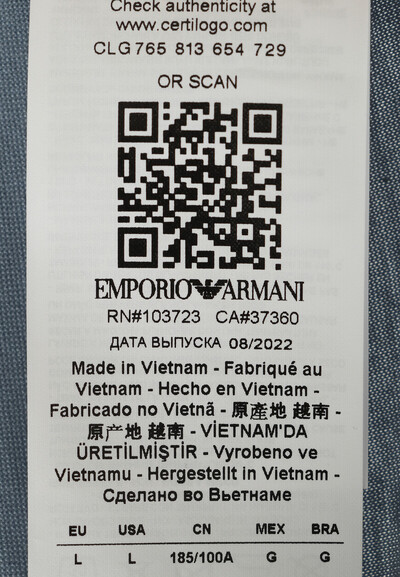 Check authenticity at
www.certilogo.com
CLG 765 813 654 729
OR SCAN
EMPORIO ARMANI
RN#103723 CA#37360
ДАТА ВЫПУСКА 08/2022
Made in Vietnam - Fabriqué au
Vietnam - Hecho en Vietnam -
Fabricado no Vietnã - 原產地 越南 -
原产地 越南 - VİETNAM'DA
ÜRETİLMİŞTİR - Vyrobeno ve
Vietnamu - Hergestellt in Vietnam -
Сделано во Вьетнаме
EU USA CN MEX BRA
L L 185/100A G G